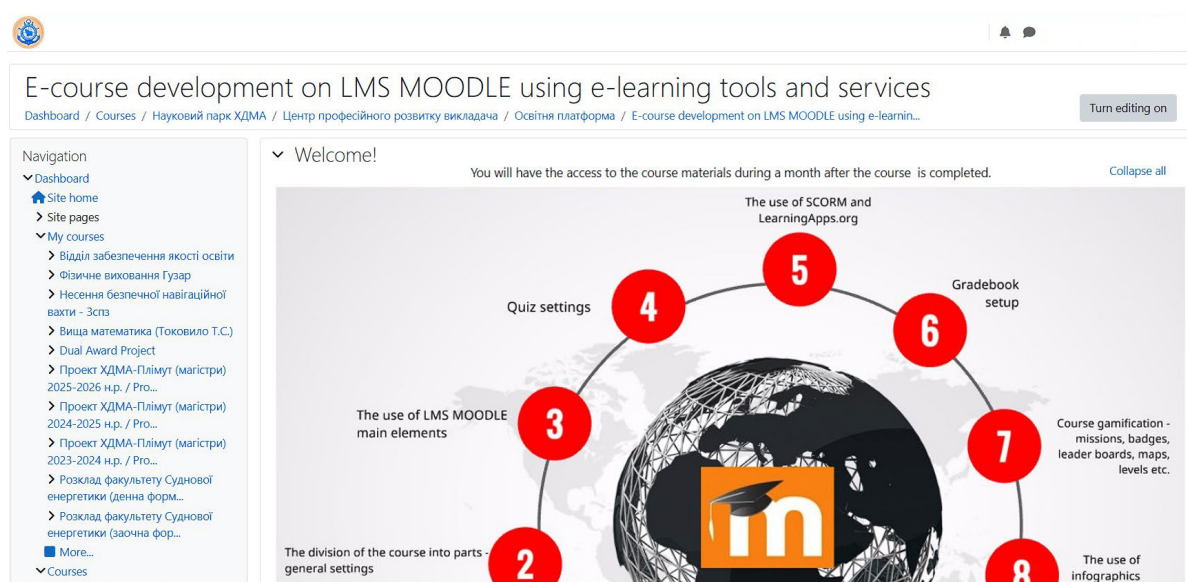 E-course development on LMS MOODLE using e-learning tools and services
Dashboard / Courses / Науковий парк ХДМА / Центр професійного розвитку викладача / Освітня платформа / E-course development on LMS MOODLE using e-learnin...
Turn editing on
Navigation
Dashboard
Site home
Site pages
My courses
Відділ забезпечення якості освіти
Фізичне виховання Гузар
Несення безпечної навігаційної
вахти - 3спз
Вища математика (Токовило Т.С.)
Dual Award Project
Проект ХДМА-Плімут (магістри)
2025-2026 н.р. / Pro...
Проект ХДМА-Плімут (магістри)
2024-2025 н.р. / Pro...
Проект ХДМА-Плімут (магістри)
2023-2024 н.р. / Pro...
Розклад факультету Суднової
енергетики (денна форм...
Розклад факультету Суднової
енергетики (заочна фор...
More...
Courses
Welcome!
You will have the access to the course materials during a month after the course is completed.
Collapse all
The use of SCORM and
LearningApps.org
5
Quiz settings
4
Gradebook
setup
6
The use of LMS MOODLE
main elements
3
Course gamification -
missions, badges,
leader boards, maps,
levels etc.
7
m
The division of the course into parts -
general settings
2
The use of
infographics
8